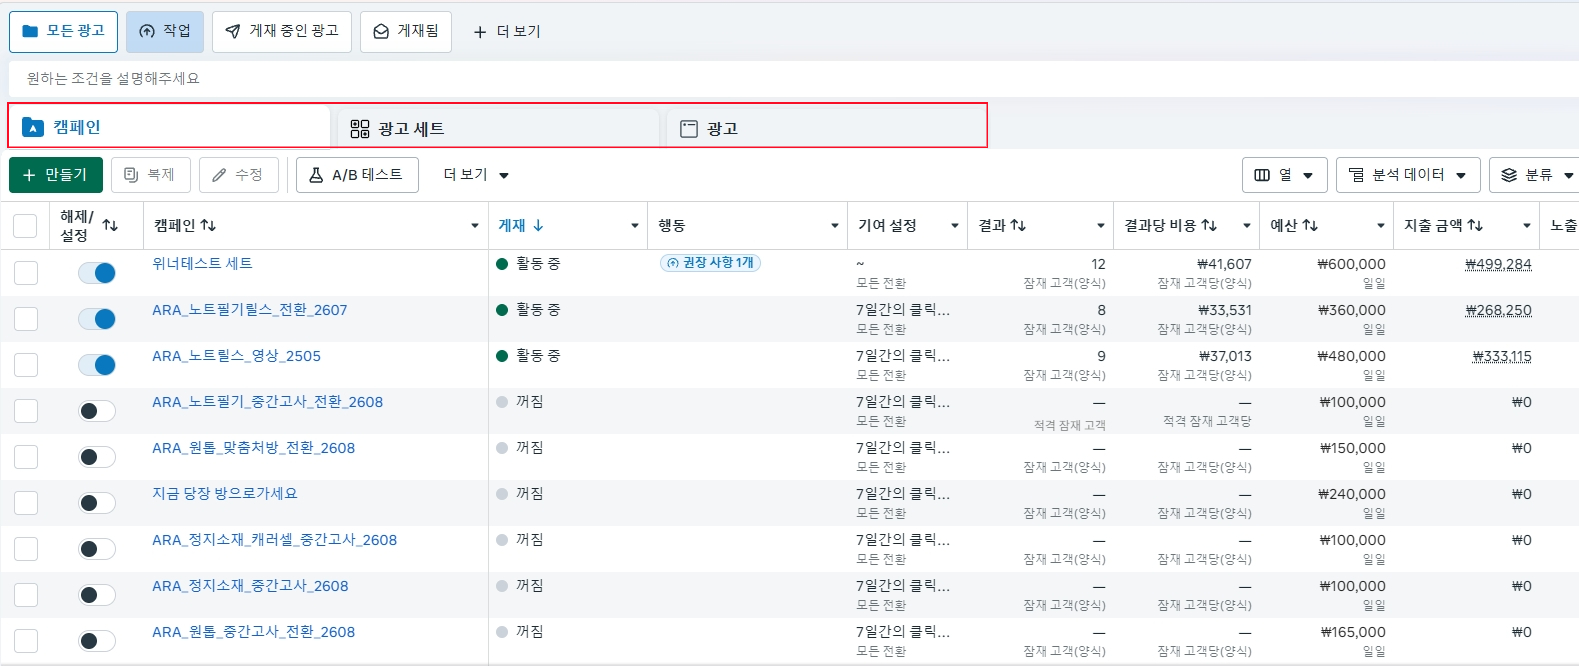 모든 광고 작업 게재 중인 광고 게재됨 + 더 보기
원하는 조건을 설명해주세요
캠페인 광고 세트 광고
+ 만들기 복제 수정 A/B 테스트 더 보기 열 분석 데이터 분류
해제/설정 캠페인 게재 행동 기여 설정 결과 결과당 비용 예산 지출 금액 노출
위너테스트 세트 활동 중 권장 사항 1개 ~ 12 ₩41,607 ₩600,000 ₩499,284
모든 전환 잠재 고객(양식) 잠재 고객당(양식) 일일
ARA_노트필기릴스_전환_2607 활동 중 7일간의 클릭... 8 ₩33,531 ₩360,000 ₩268,250
모든 전환 잠재 고객(양식) 잠재 고객당(양식) 일일
ARA_노트릴스_영상_2505 활동 중 7일간의 클릭... 9 ₩37,013 ₩480,000 ₩333,115
모든 전환 잠재 고객(양식) 잠재 고객당(양식) 일일
ARA_노트필기_중간고사_전환_2608 꺼짐 7일간의 클릭... — — ₩100,000 ₩0
모든 전환 적격 잠재 고객 적격 잠재 고객당 일일
ARA_원톱_맞춤처방_전환_2608 꺼짐 7일간의 클릭... — — ₩150,000 ₩0
모든 전환 잠재 고객(양식) 잠재 고객당(양식) 일일
지금 당장 방으로가세요 꺼짐 7일간의 클릭... — — ₩240,000 ₩0
모든 전환 잠재 고객(양식) 잠재 고객당(양식) 일일
ARA_정지소재_캐러셀_중간고사_2608 꺼짐 7일간의 클릭... — — ₩100,000 ₩0
모든 전환 잠재 고객(양식) 잠재 고객당(양식) 일일
ARA_정지소재_중간고사_2608 꺼짐 7일간의 클릭... — — ₩100,000 ₩0
모든 전환 잠재 고객(양식) 잠재 고객당(양식) 일일
ARA_원톱_중간고사_전환_2608 꺼짐 7일간의 클릭... — — ₩165,000 ₩0
모든 전환 잠재 고객(양식) 잠재 고객당(양식) 일일